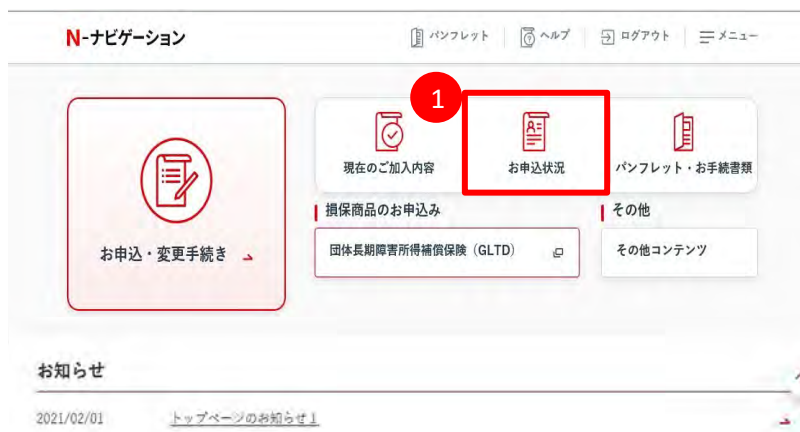 N-ナビゲーション
パンフレット
ヘルプ
ログアウト
メニュー
1
お申込・変更手続き
現在のご加入内容
お申込状況
パンフレット・お手続書類
損保商品のお申込み
団体長期障害所得補償保険（GLTD）
その他
その他コンテンツ
お知らせ
2021/02/01 トップページのお知らせ1